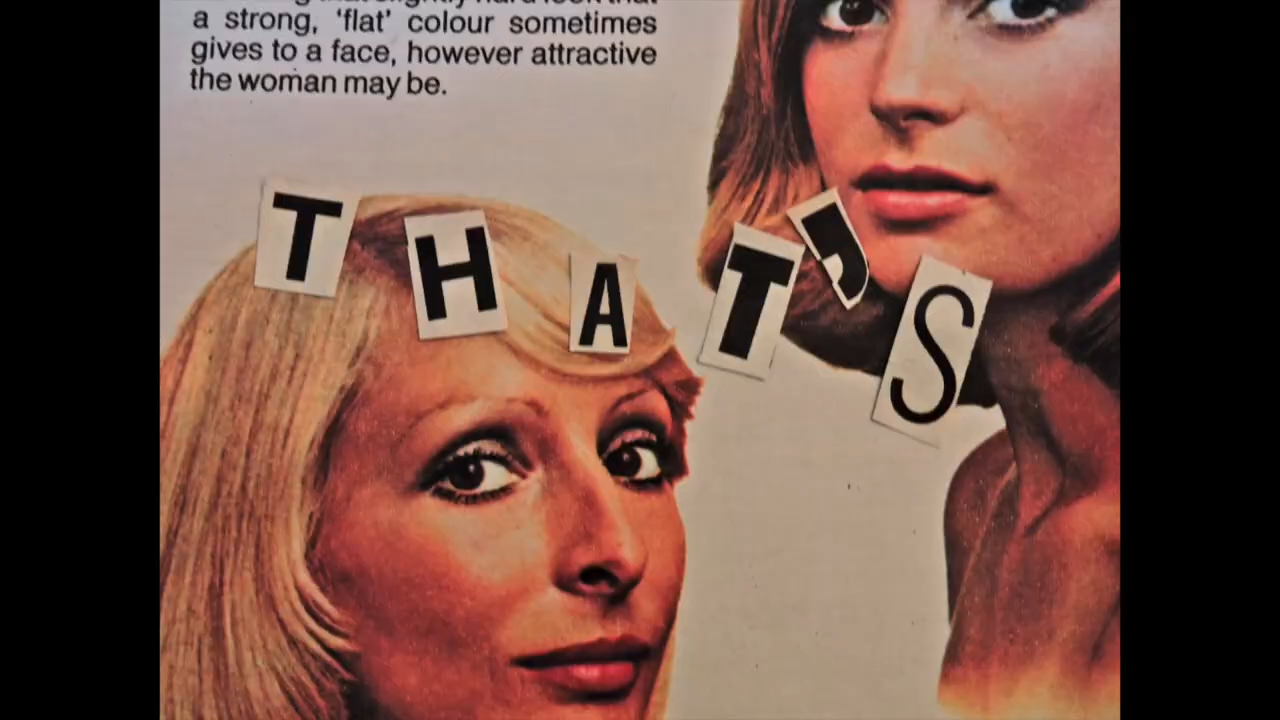 a strong, ‘flat’ colour sometimes
gives to a face, however attractive
the woman may be.
THAT’S